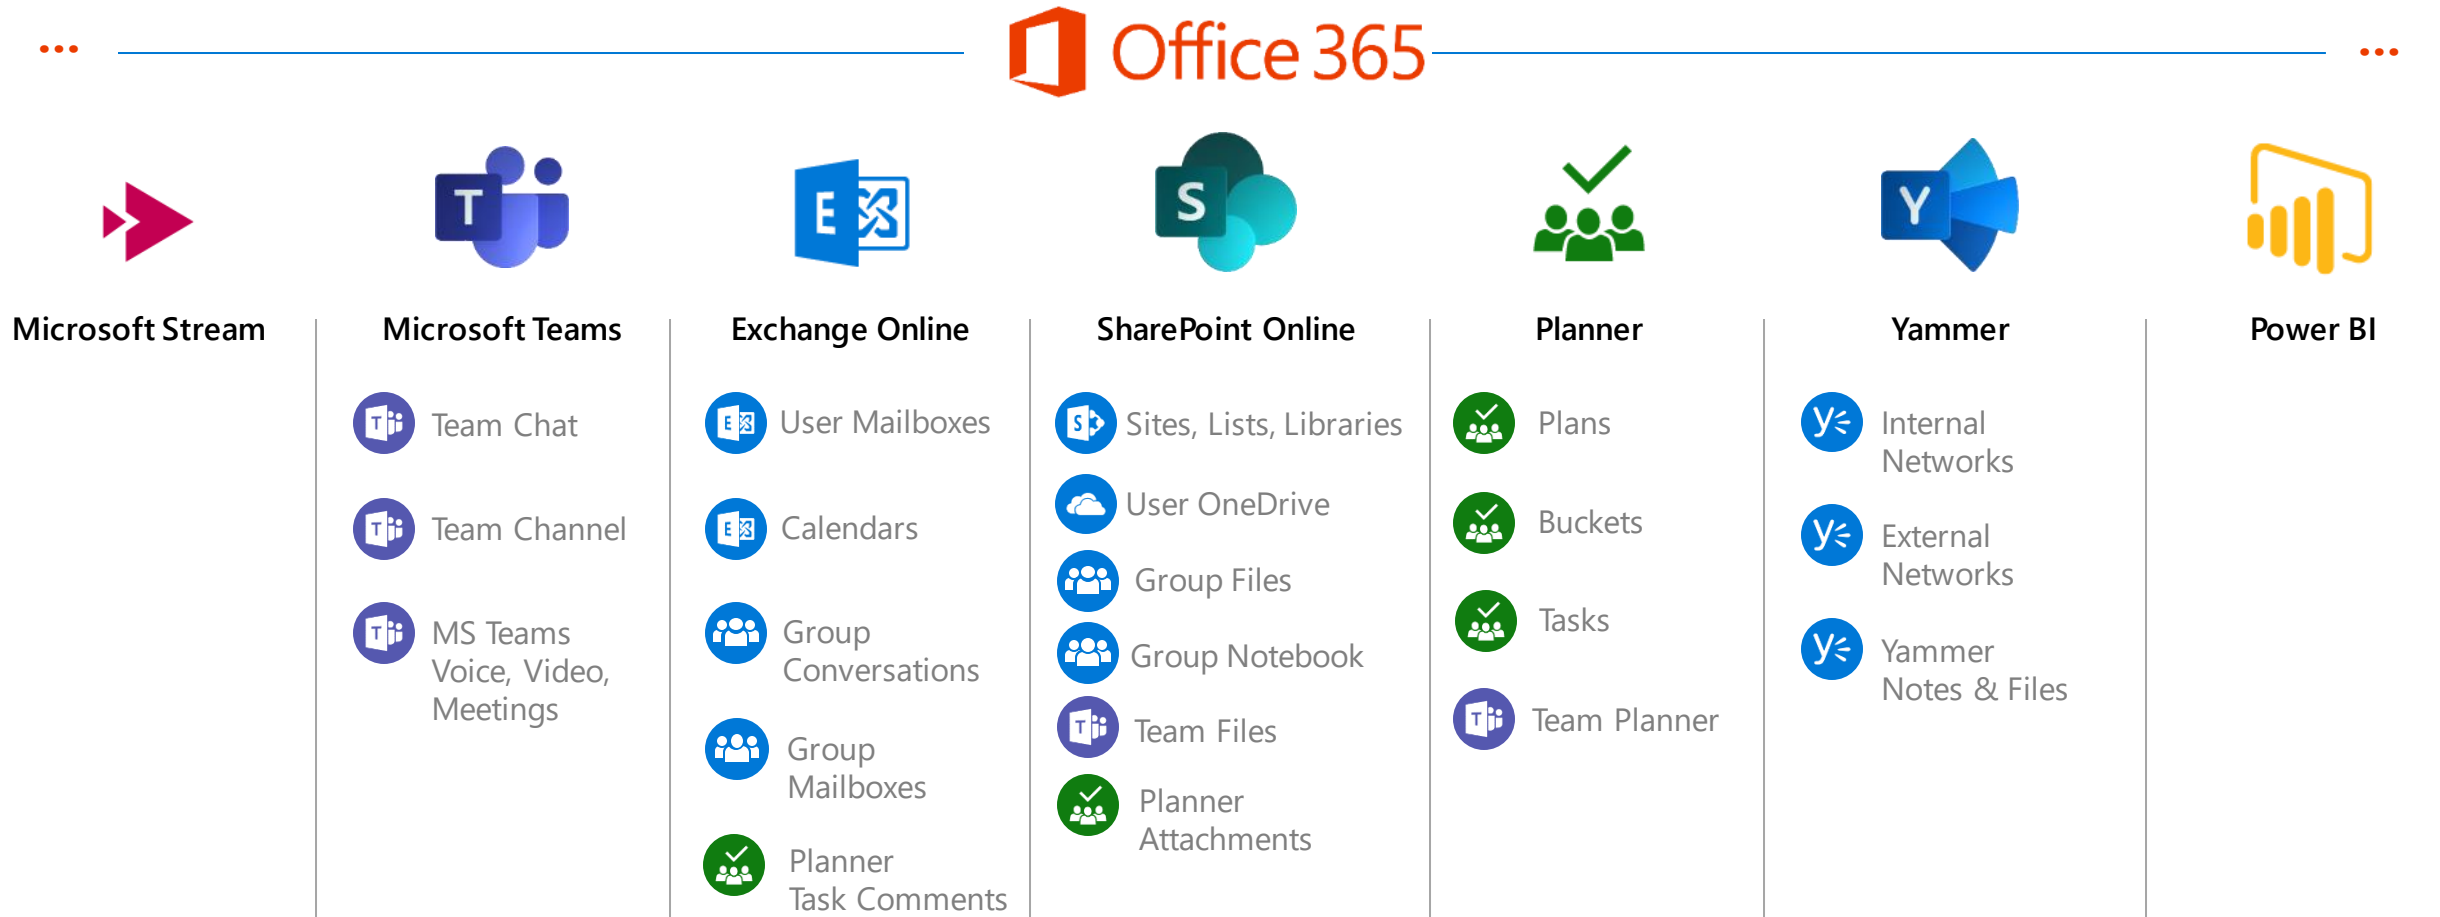 Office 365
Microsoft Stream
Microsoft Teams
Team Chat
Team Channel
MS Teams
Voice, Video,
Meetings
Exchange Online
User Mailboxes
Calendars
Group
Conversations
Group
Mailboxes
Planner
Task Comments
SharePoint Online
Sites, Lists, Libraries
User OneDrive
Group Files
Group Notebook
Team Files
Planner
Attachments
Planner
Plans
Buckets
Tasks
Team Planner
Yammer
Internal
Networks
External
Networks
Yammer
Notes & Files
Power BI